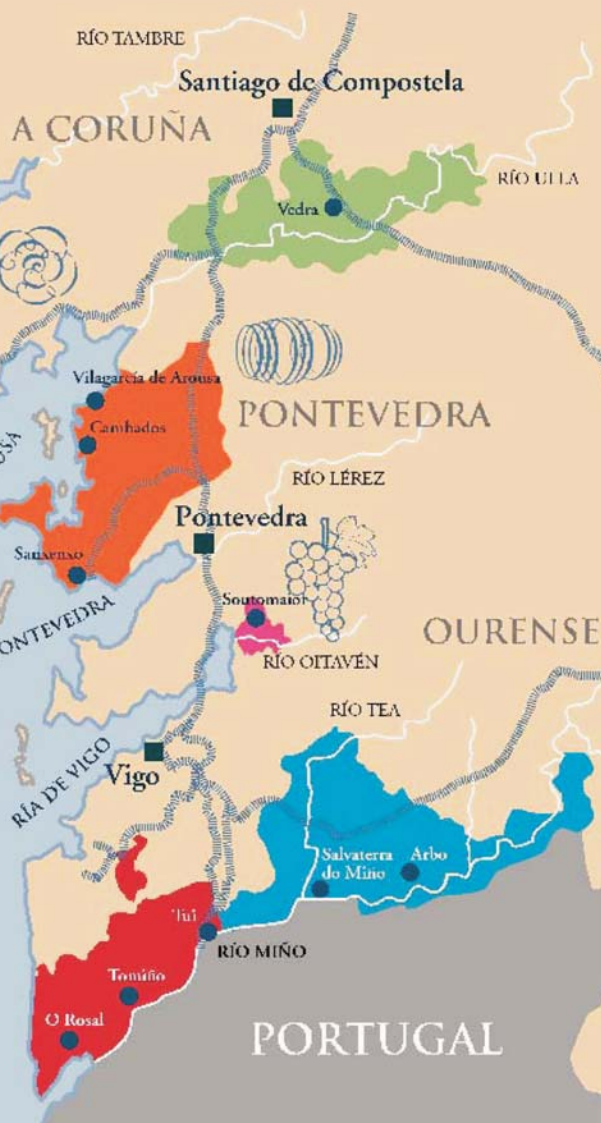 RÍO TAMBRE
Santiago de Compostela
A CORUÑA
RÍO ULLA
Vedra
Vilagarcía de Arousa
PONTEVEDRA
Cambados
USA
RÍO LÉREZ
Pontevedra
Sanxenxo
ONTEVEDRA
Soutomaior
OURENSE
RÍO OITAVÉN
RÍO TEA
RÍA DE VIGO
Vigo
Salvaterra
do Miño
Arbo
Tui
RÍO MIÑO
Tomiño
O Rosal
PORTUGAL